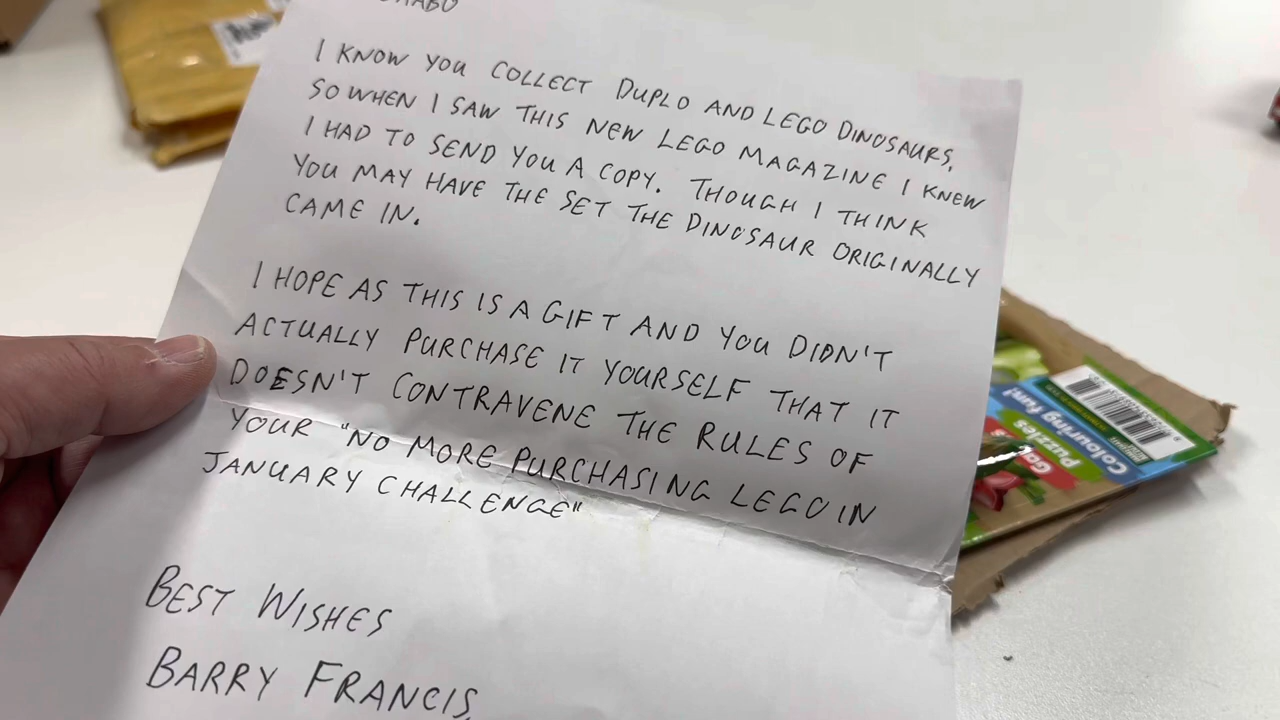 I KNOW YOU COLLECT DUPLO AND LEGO DINOSAURS,
SO WHEN I SAW THIS NEW LEGO MAGAZINE I KNEW
I HAD TO SEND YOU A COPY. THOUGH I THINK
YOU MAY HAVE THE SET THE DINOSAUR ORIGINALLY
CAME IN.
I HOPE AS THIS IS A GIFT AND YOU DIDN'T
ACTUALLY PURCHASE IT YOURSELF THAT IT
DOESN'T CONTRAVENE THE RULES OF
YOUR "NO MORE PURCHASING LEGO IN
JANUARY CHALLENGE"
BEST WISHES
BARRY FRANCIS,
Colouring fun!
Puzzles